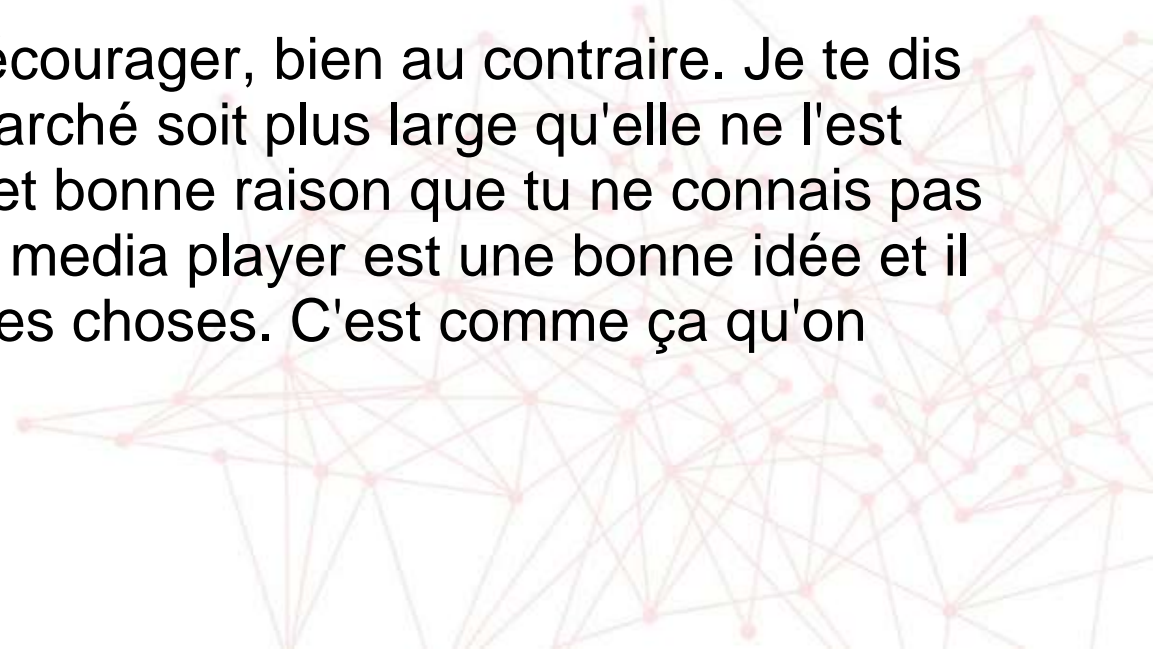 ecourager, bien au contraire. Je te dis
arché soit plus large qu'elle ne l'est
et bonne raison que tu ne connais pas
media player est une bonne idée et il
es choses. C'est comme ça qu'on